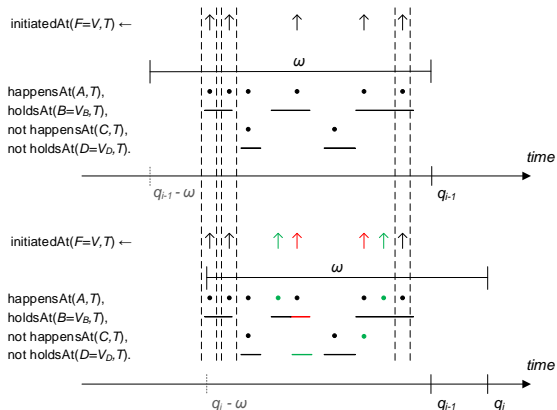 initiatedAt(F=V,T) ←
ω
happensAt(A,T),
holdsAt(B=V_B,T),
not happensAt(C,T),
not holdsAt(D=V_D,T).
time
q_{i-1} - ω
q_{i-1}
initiatedAt(F=V,T) ←
ω
happensAt(A,T),
holdsAt(B=V_B,T),
not happensAt(C,T),
not holdsAt(D=V_D,T).
time
q_i - ω
q_{i-1}
q_i